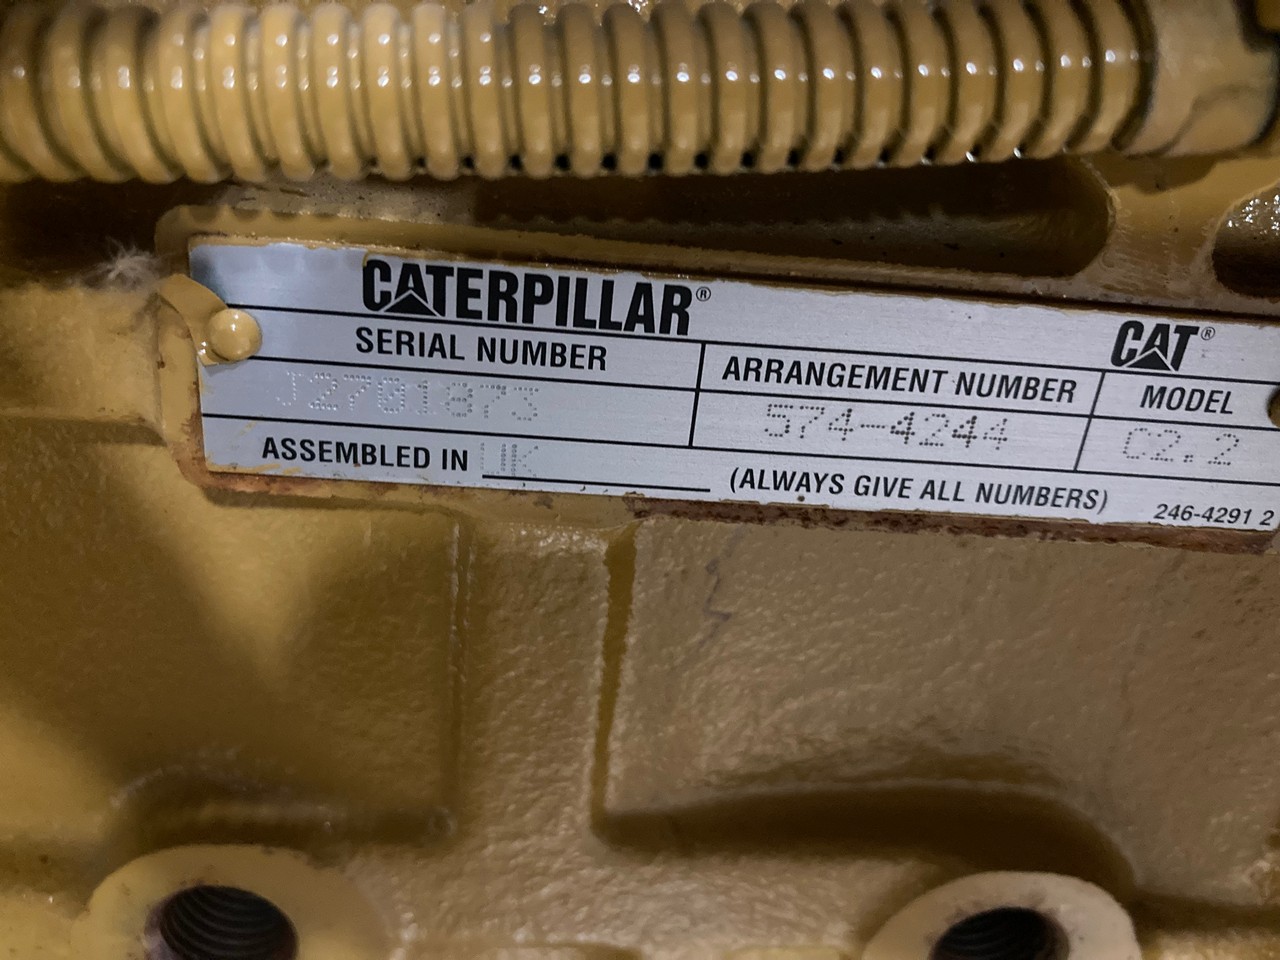 CATERPILLAR®
CAT®
SERIAL NUMBER
ARRANGEMENT NUMBER
MODEL
J2701873
574-4244
C2.2
ASSEMBLED IN UK
(ALWAYS GIVE ALL NUMBERS)
246-4291 2